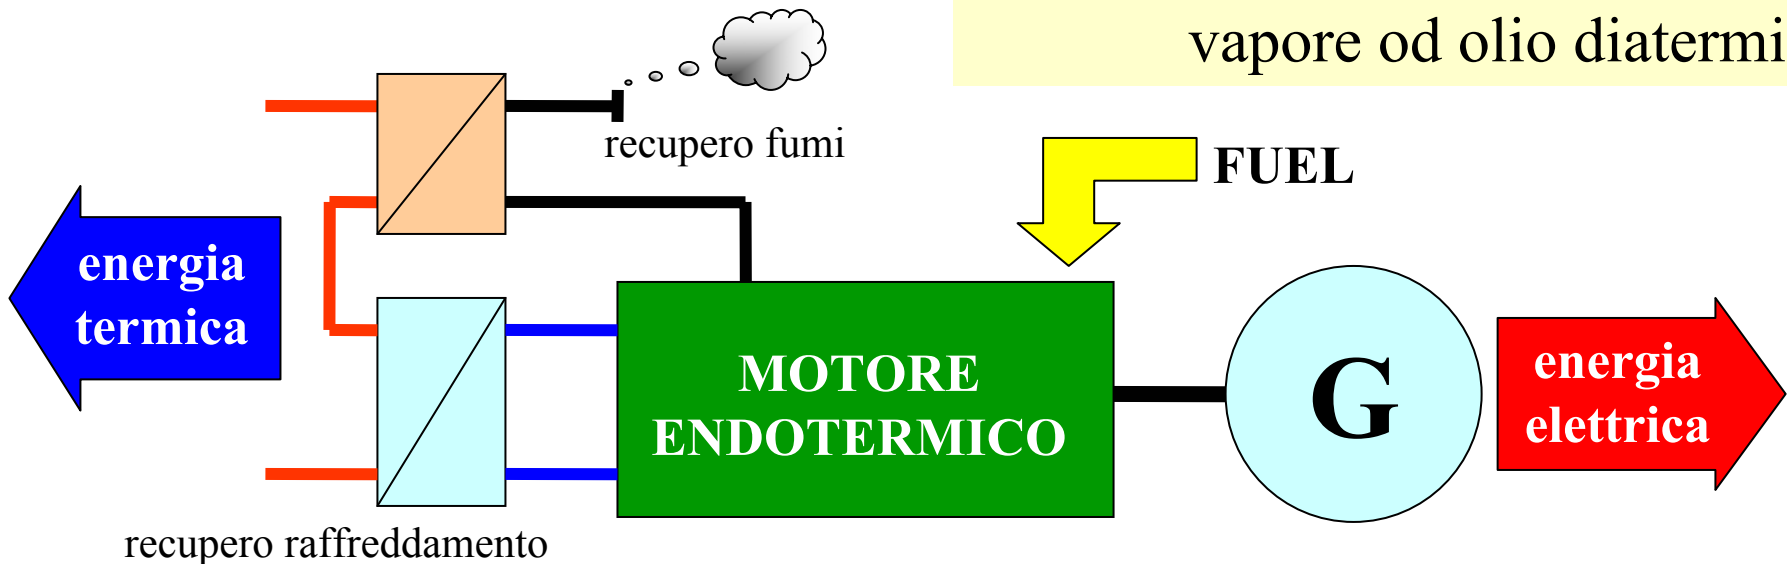 vapore od olio diatermi
recupero fumi
FUEL
energia
termica
MOTORE
ENDOTERMICO
G
energia
elettrica
recupero raffreddamento